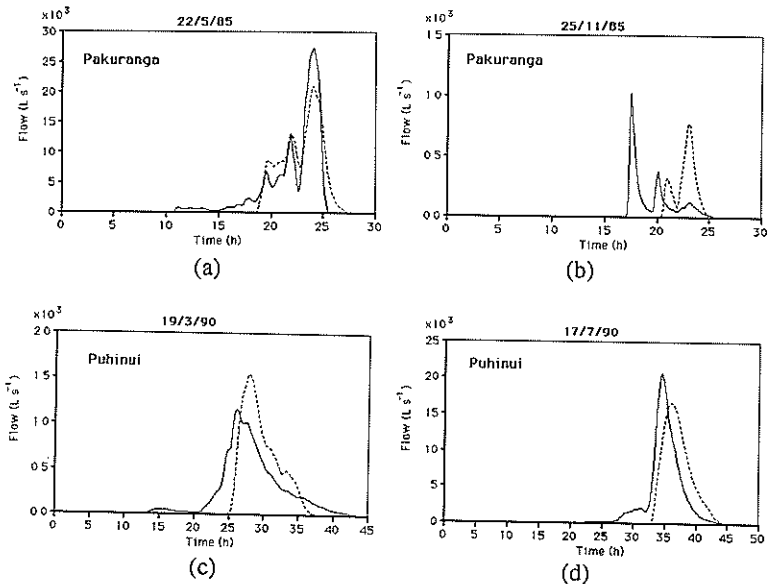 22/5/85
x10³
30
25
20
15
10
5
0
Flow (L s⁻¹)
Pakuranga
0 5 10 15 20 25 30
Time (h)
(a)
25/11/85
x10³
1 5
1 0
0 5
0 0
Flow (L s⁻¹)
Pakuranga
0 5 10 15 20 25 30
Time (h)
(b)
19/3/90
x10³
2 0
1 5
1 0
0 5
0
Flow (L s⁻¹)
Puhinui
0 5 10 15 20 25 30 35 40 45
Time (h)
(c)
17/7/90
x10³
25
20
15
10
5
0
Flow (L s⁻¹)
Puhinui
0 5 10 15 20 25 30 35 40 45 50
Time (h)
(d)